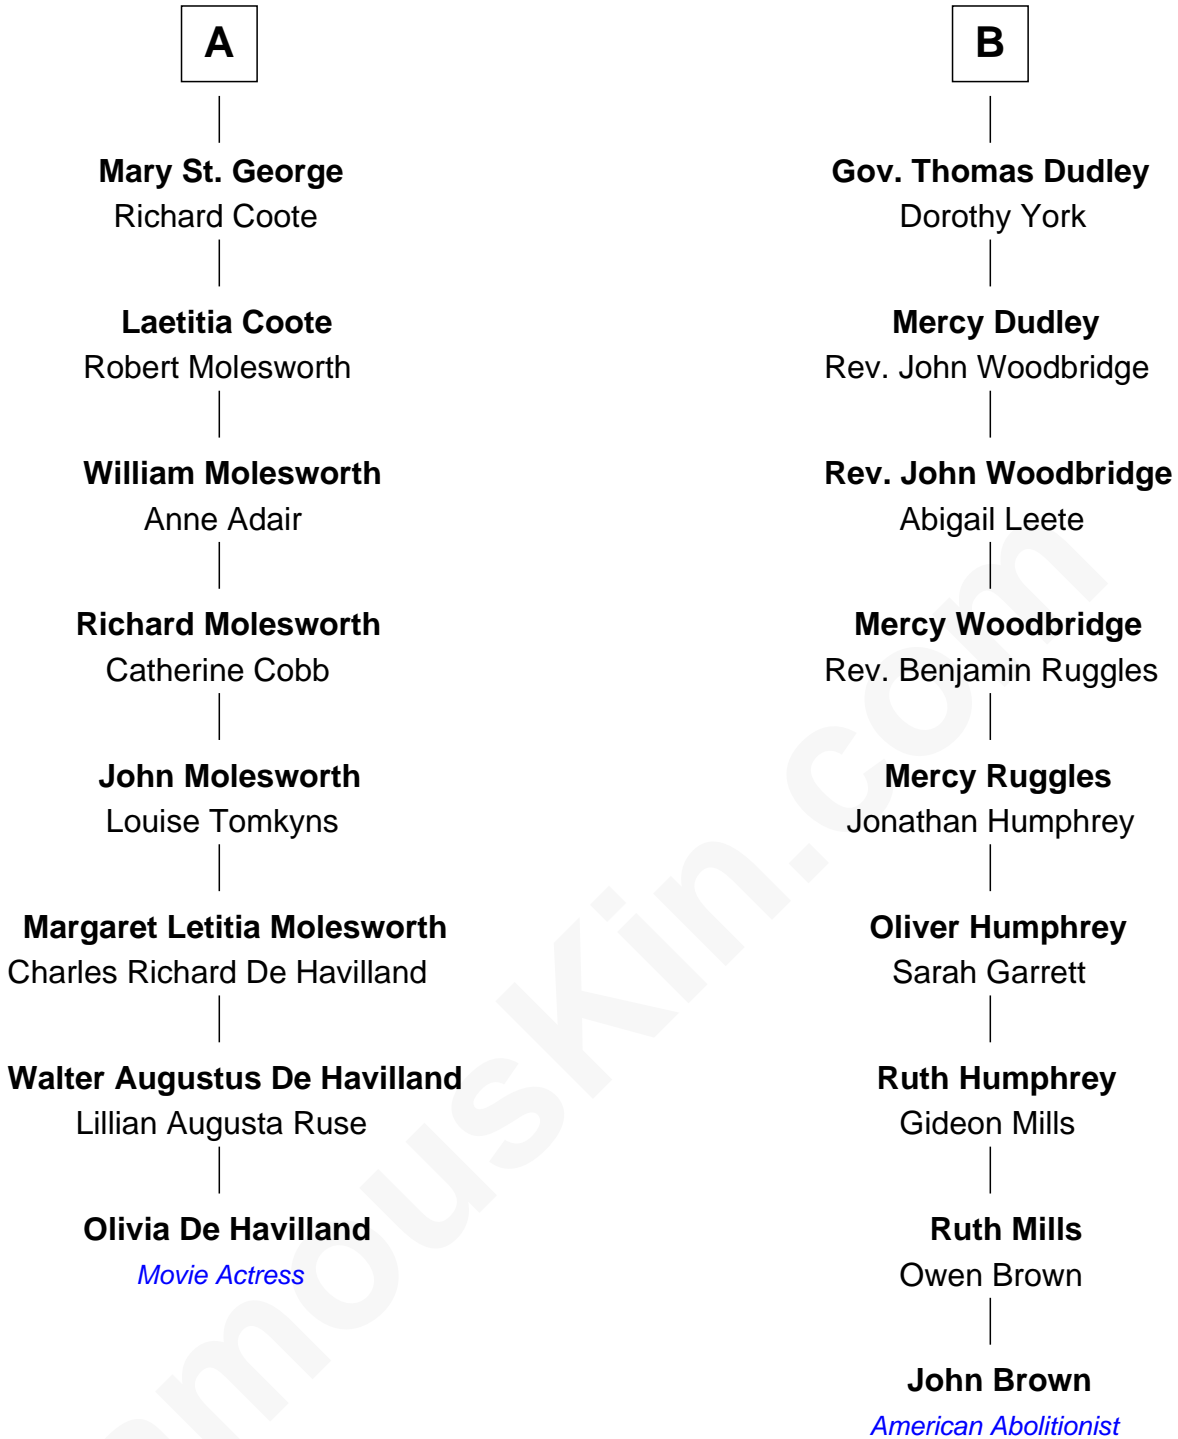 A
Mary St. George
Richard Coote
Laetitia Coote
Robert Molesworth
William Molesworth
Anne Adair
Richard Molesworth
Catherine Cobb
John Molesworth
Louise Tomkyns
Margaret Letitia Molesworth
Charles Richard De Havilland
Walter Augustus De Havilland
Lillian Augusta Ruse
Olivia De Havilland
Movie Actress
B
Gov. Thomas Dudley
Dorothy York
Mercy Dudley
Rev. John Woodbridge
Rev. John Woodbridge
Abigail Leete
Mercy Woodbridge
Rev. Benjamin Ruggles
Mercy Ruggles
Jonathan Humphrey
Oliver Humphrey
Sarah Garrett
Ruth Humphrey
Gideon Mills
Ruth Mills
Owen Brown
John Brown
American Abolitionist
amousKin.com